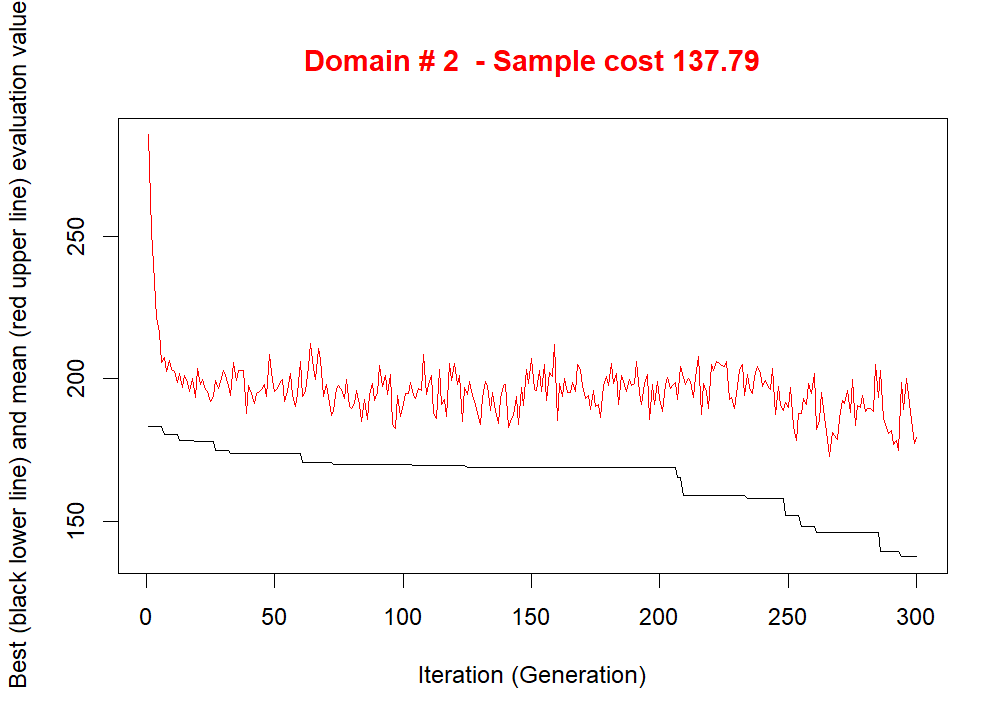 Domain # 2  - Sample cost 137.79
Best (black lower line) and mean (red upper line) evaluation value
250
200
150
0 50 100 150 200 250 300
Iteration (Generation)